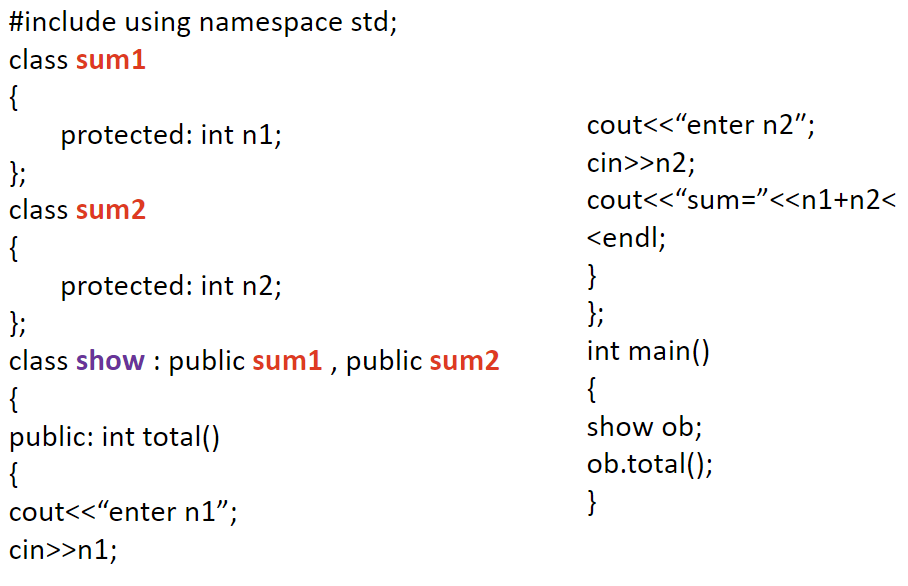 #include using namespace std;
class sum1
{
protected: int n1;
};
class sum2
{
protected: int n2;
};
class show : public sum1 , public sum2
{
public: int total()
{
cout<<“enter n1”;
cin>>n1;
cout<<“enter n2”;
cin>>n2;
cout<<“sum=”<<n1+n2<
<endl;
}
};
int main()
{
show ob;
ob.total();
}